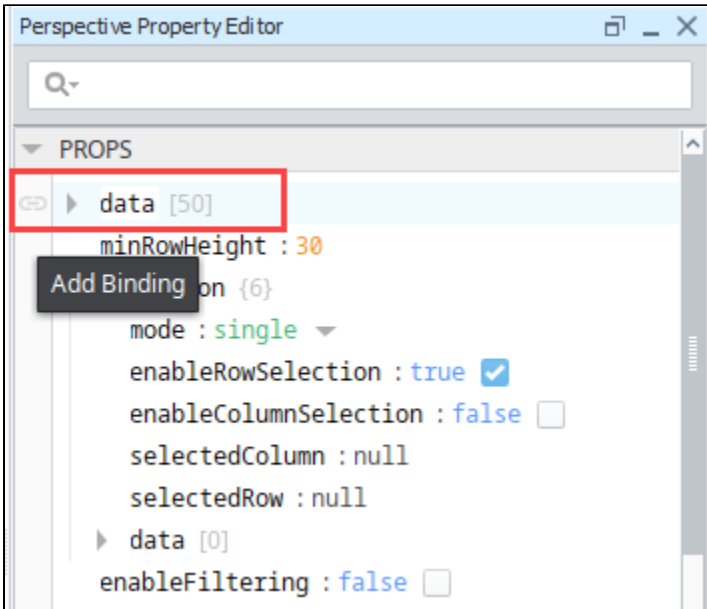 Perspective Property Editor
PROPS
data [50]
minRowHeight : 30
Add Binding on {6}
mode : single
enableRowSelection : true
enableColumnSelection : false
selectedColumn : null
selectedRow : null
data [0]
enableFiltering : false